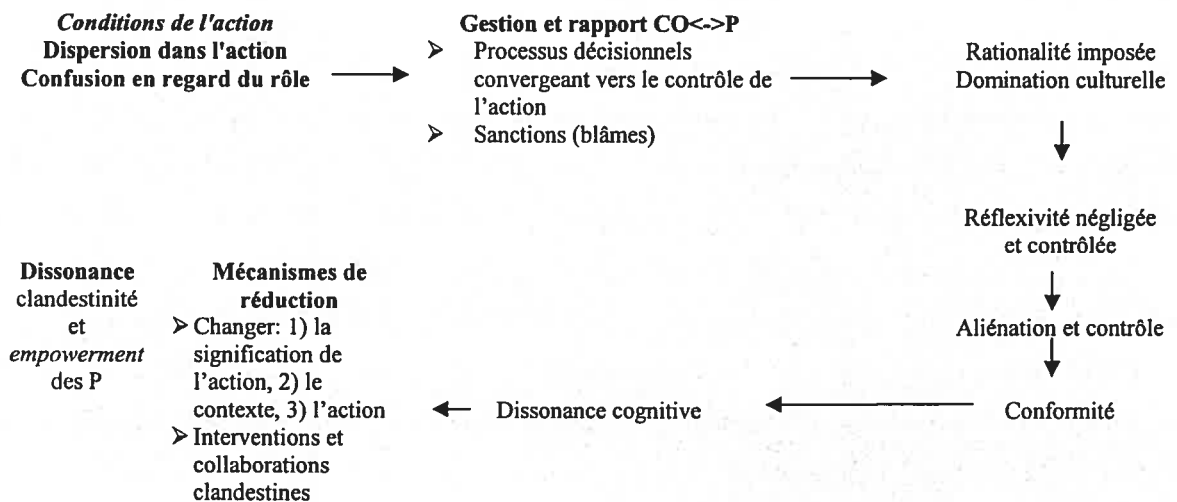 Conditions de l'action
Dispersion dans l'action
Confusion en regard du rôle
Gestion et rapport CO<->P
➢ Processus décisionnels
convergeant vers le contrôle de
l'action
➢ Sanctions (blâmes)
Rationalité imposée
Domination culturelle
Réflexivité négligée
et contrôlée
Aliénation et contrôle
Conformité
Dissonance cognitive
Mécanismes de
réduction
➢ Changer: 1) la
signification de
l'action, 2) le
contexte, 3) l'action
➢ Interventions et
collaborations
clandestines
Dissonance
clandestinité
et
empowerment
des P